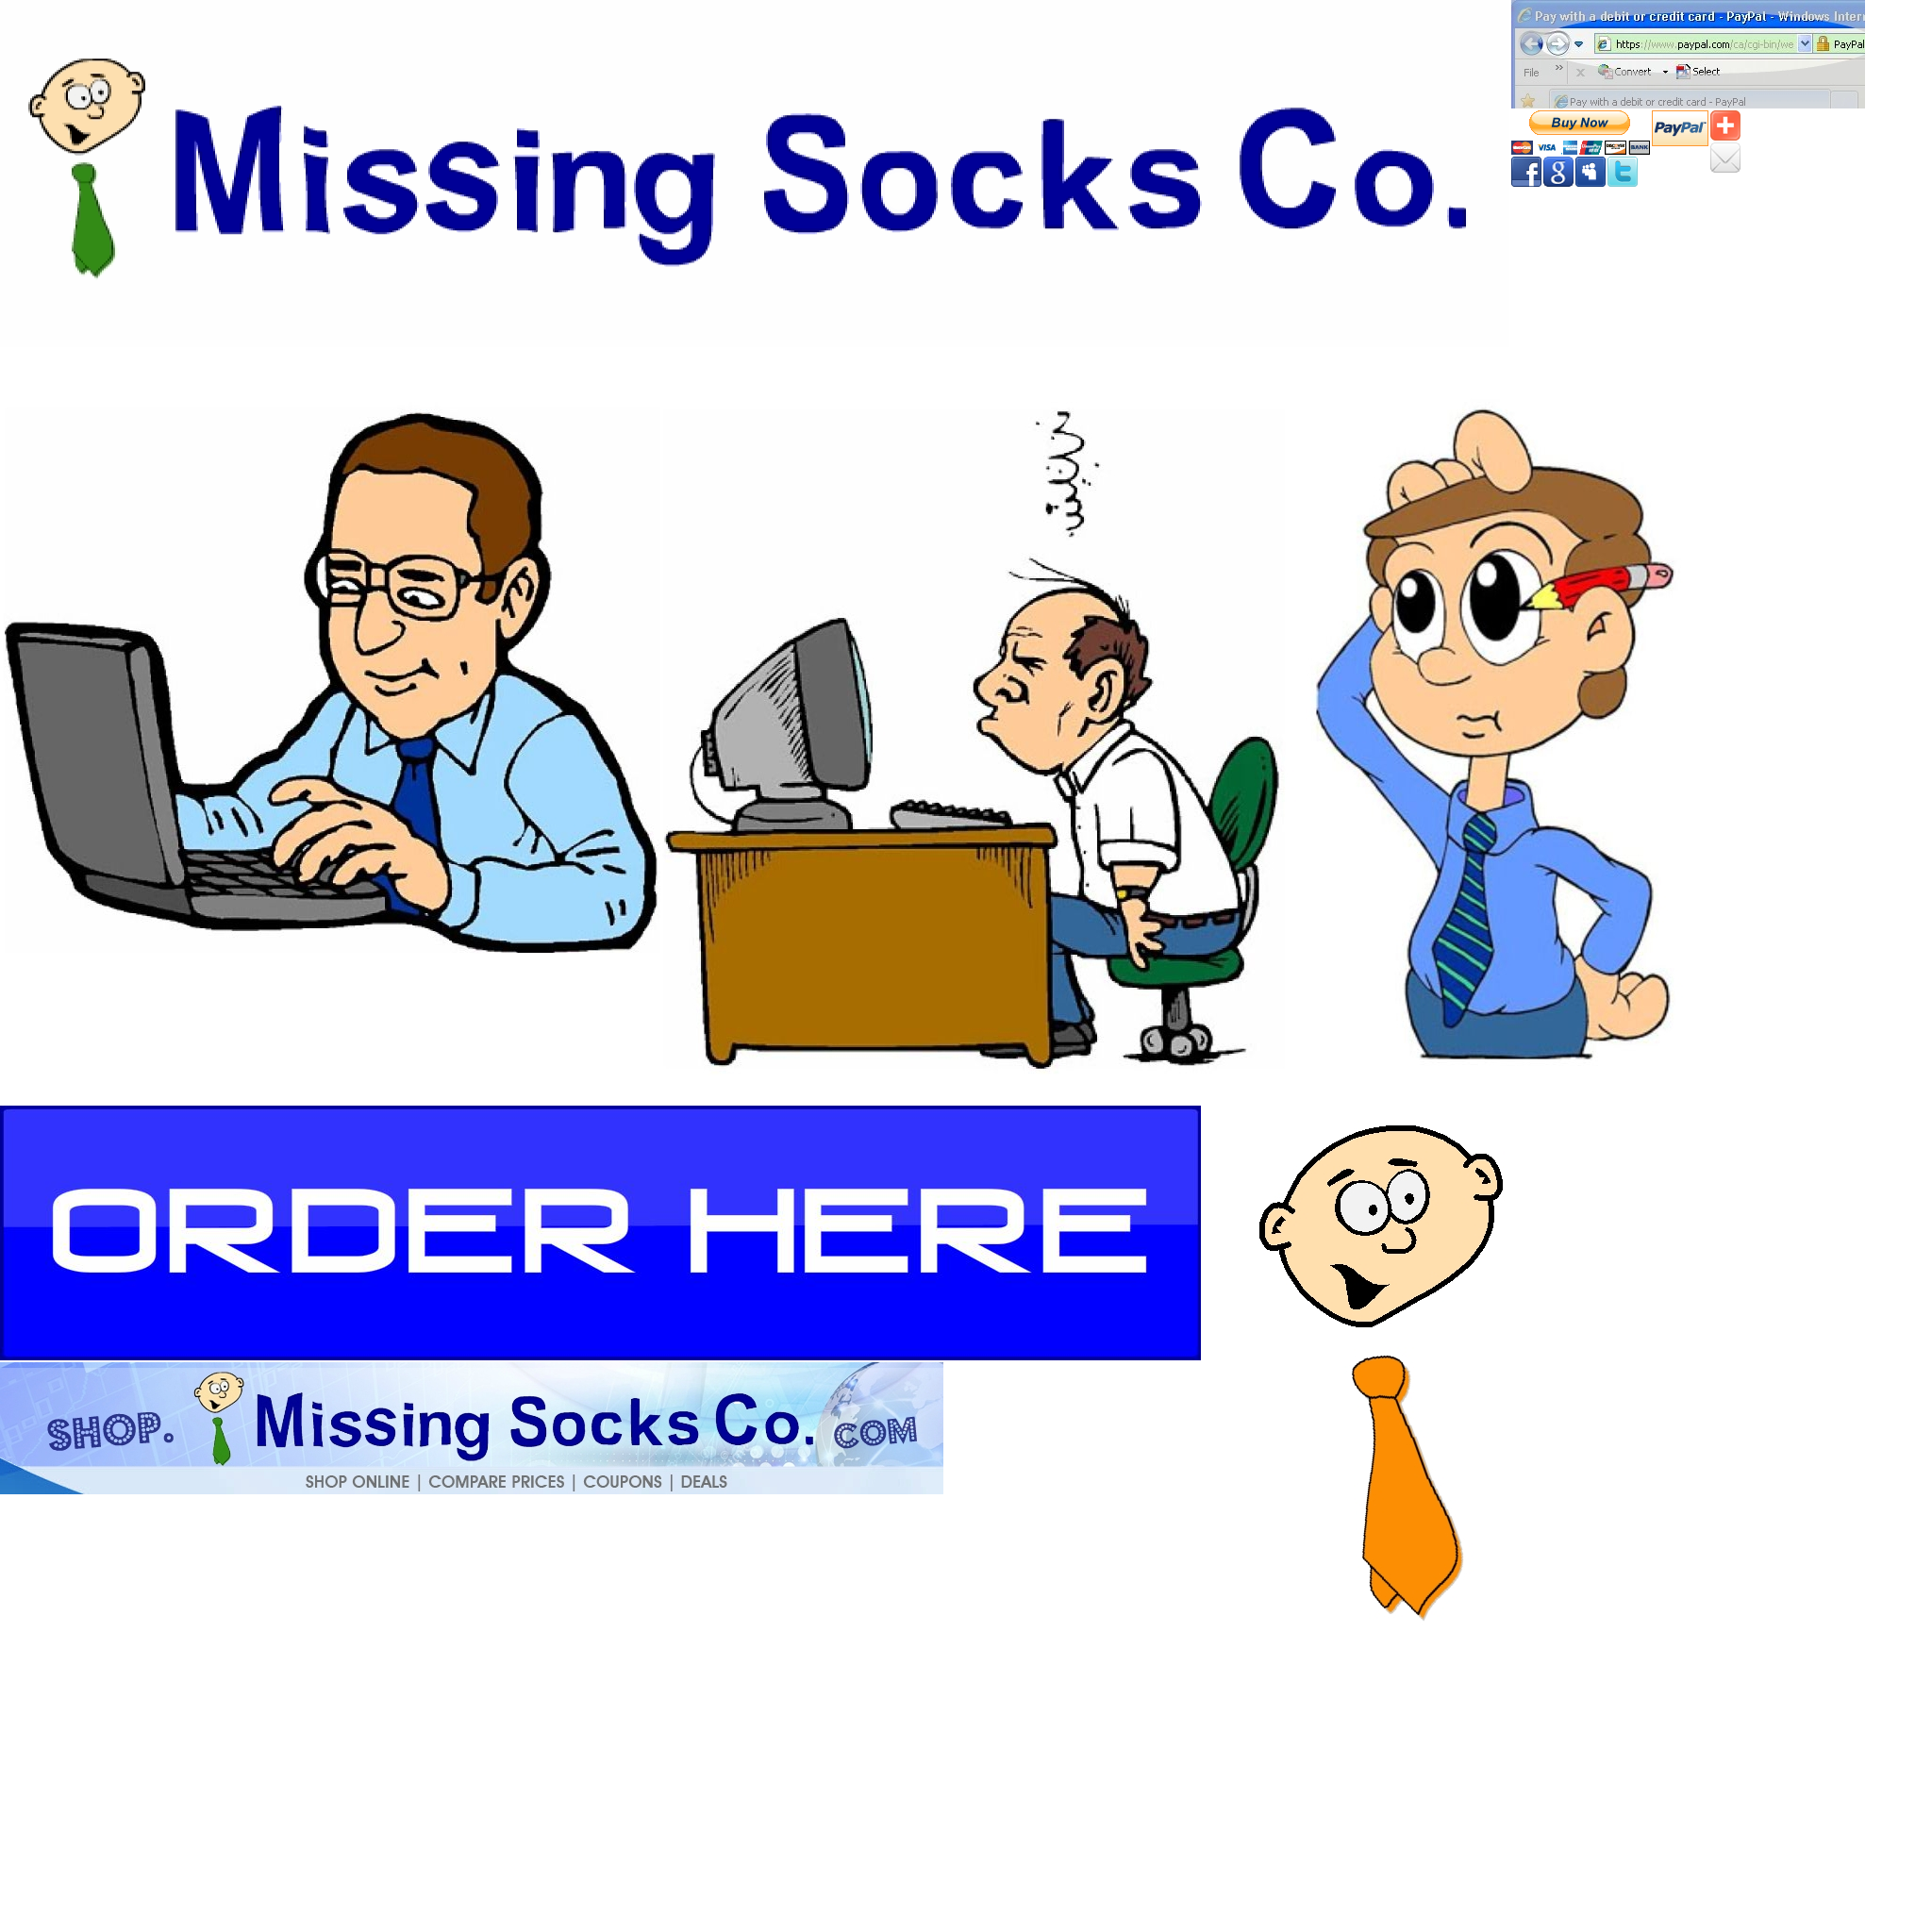 Missing Socks Co.
Pay with a debit or credit card - PayPal - Windows Inter
https://www.paypal.com/ca/cgi-bin/we
PayPal
File
Convert
Select
Pay with a debit or credit card - PayPal
Buy Now
PayPal
VISA
BANK
ORDER HERE
SHOP. Missing Socks Co. COM
SHOP ONLINE | COMPARE PRICES | COUPONS | DEALS